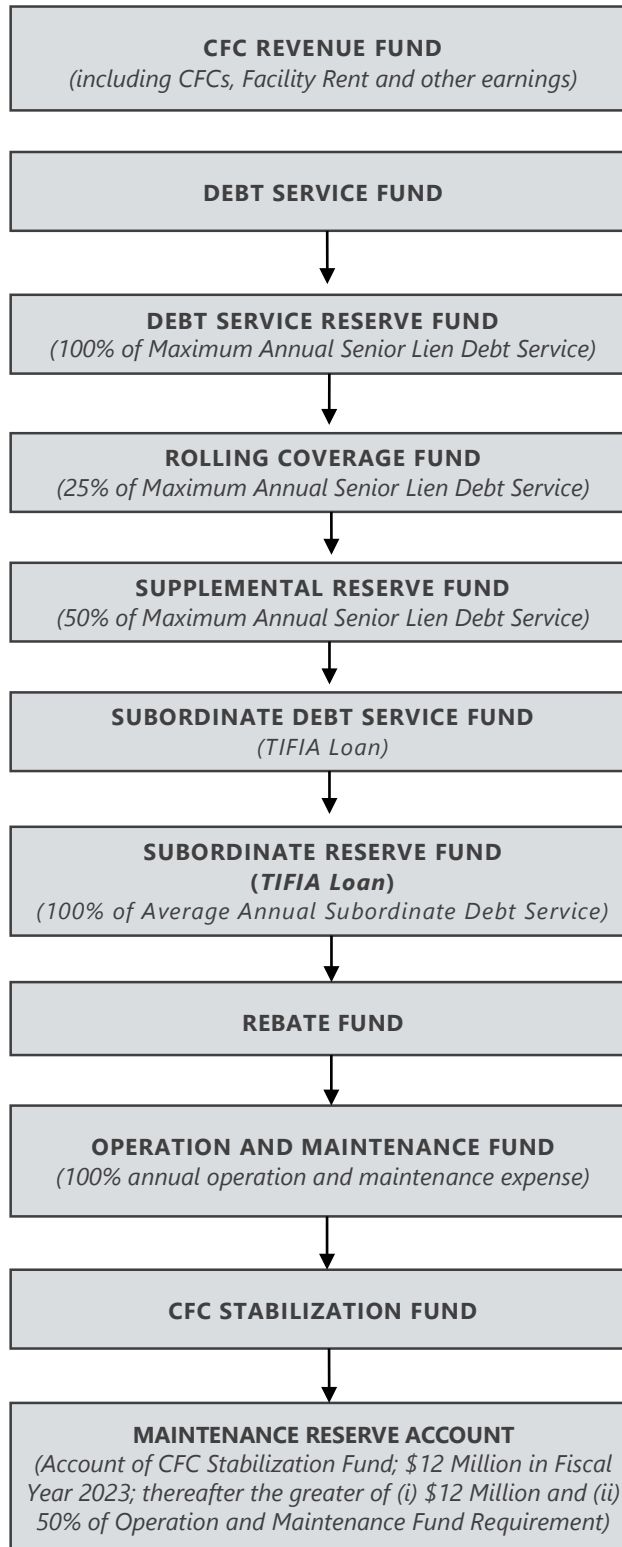 CFC REVENUE FUND
(including CFCs, Facility Rent and other earnings)
DEBT SERVICE FUND
DEBT SERVICE RESERVE FUND
(100% of Maximum Annual Senior Lien Debt Service)
ROLLING COVERAGE FUND
(25% of Maximum Annual Senior Lien Debt Service)
SUPPLEMENTAL RESERVE FUND
(50% of Maximum Annual Senior Lien Debt Service)
SUBORDINATE DEBT SERVICE FUND
(TIFIA Loan)
SUBORDINATE RESERVE FUND
(TIFIA Loan)
(100% of Average Annual Subordinate Debt Service)
REBATE FUND
OPERATION AND MAINTENANCE FUND
(100% annual operation and maintenance expense)
CFC STABILIZATION FUND
MAINTENANCE RESERVE ACCOUNT
(Account of CFC Stabilization Fund; $12 Million in Fiscal
Year 2023; thereafter the greater of (i) $12 Million and (ii)
50% of Operation and Maintenance Fund Requirement)